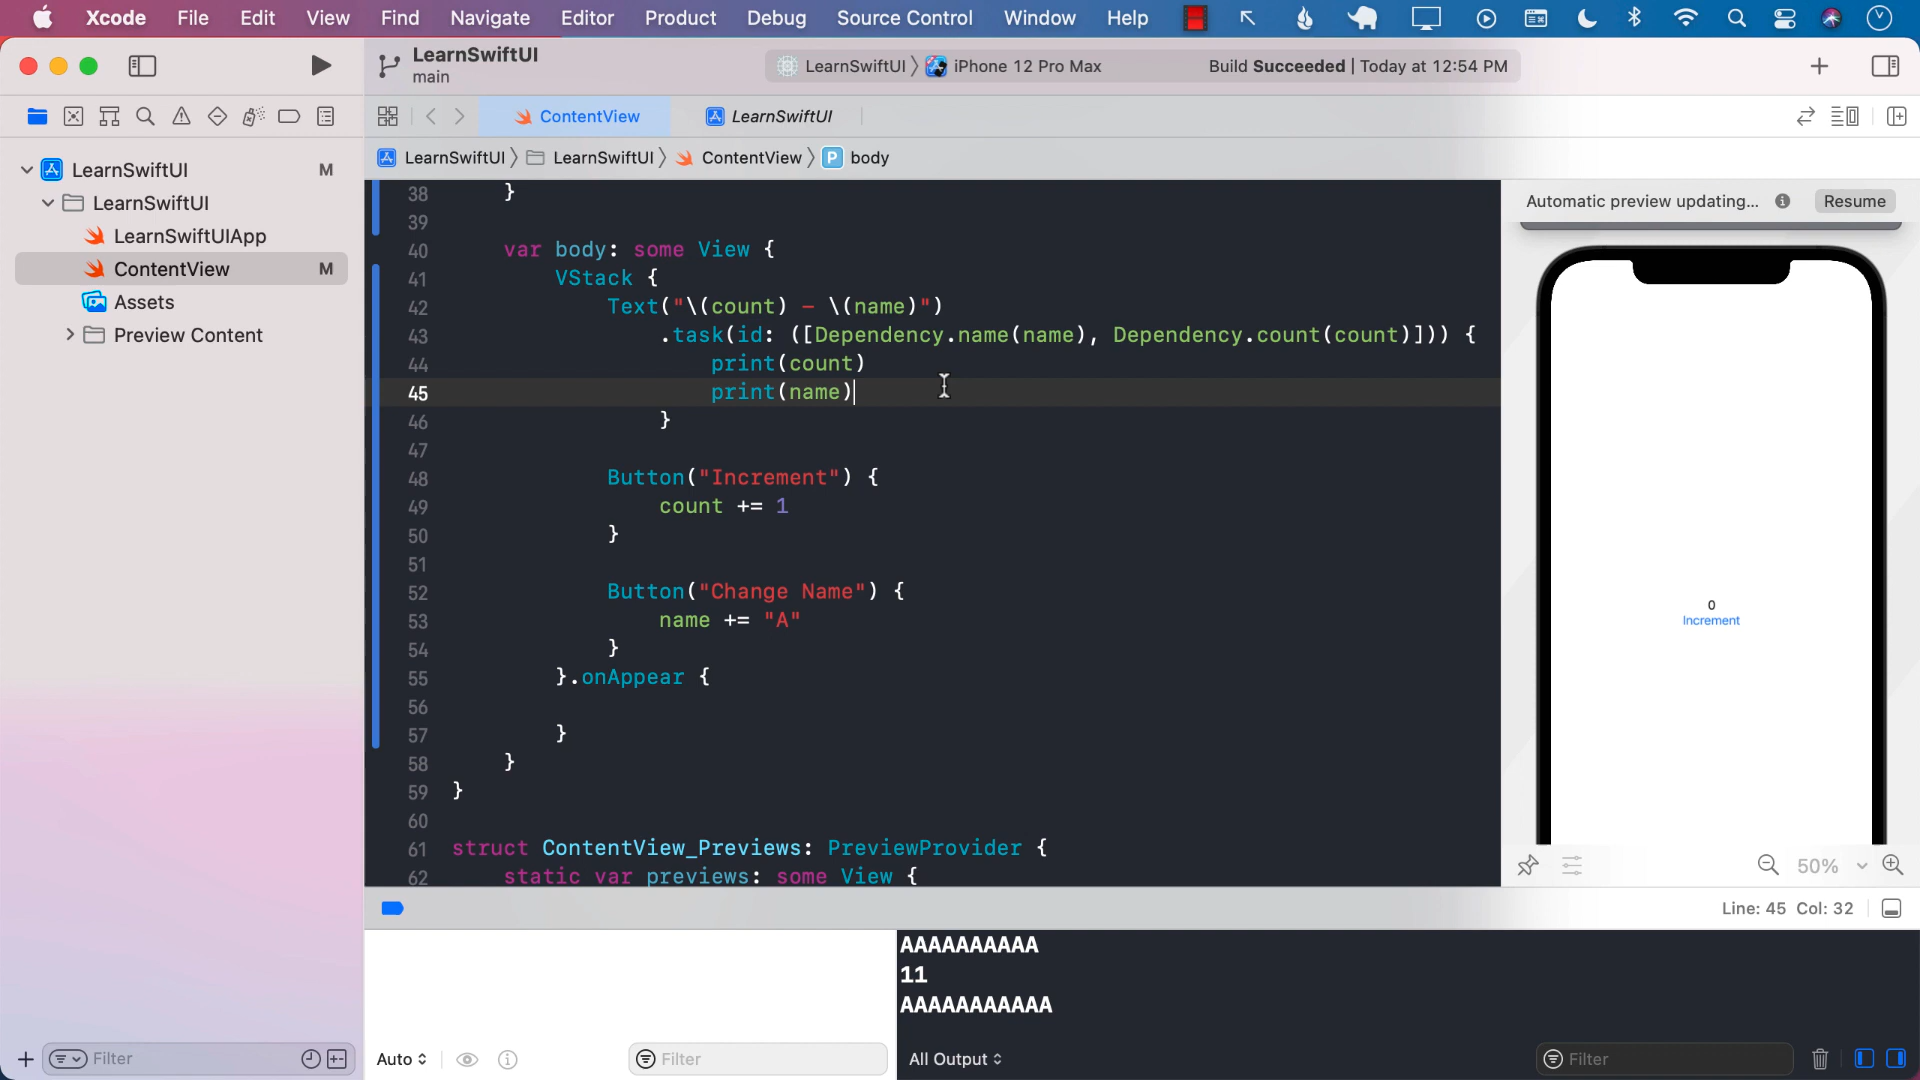 Xcode File Edit View Find Navigate Editor Product Debug Source Control Window Help
LearnSwiftUI
main
LearnSwiftUI 〉 iPhone 12 Pro Max Build Succeeded | Today at 12:54 PM
ContentView LearnSwiftUI
LearnSwiftUI 〉 LearnSwiftUI 〉 ContentView 〉 P body
LearnSwiftUI M
LearnSwiftUI
LearnSwiftUIApp
ContentView M
Assets
Preview Content
38 }
39
40 var body: some View {
41 VStack {
42 Text("\(count) - \(name)")
43 .task(id: ([Dependency.name(name), Dependency.count(count)])) {
44 print(count)
45 print(name)
46 }
47
48 Button("Increment") {
49 count += 1
50 }
51
52 Button("Change Name") {
53 name += "A"
54 }
55 }.onAppear {
56
57 }
58 }
59 }
60
61 struct ContentView_Previews: PreviewProvider {
62 static var previews: some View {
Automatic preview updating... Resume
0
Increment
50%
Line: 45 Col: 32
AAAAAAAAAA
11
AAAAAAAAAAA
Filter
Auto
Filter
All Output
Filter